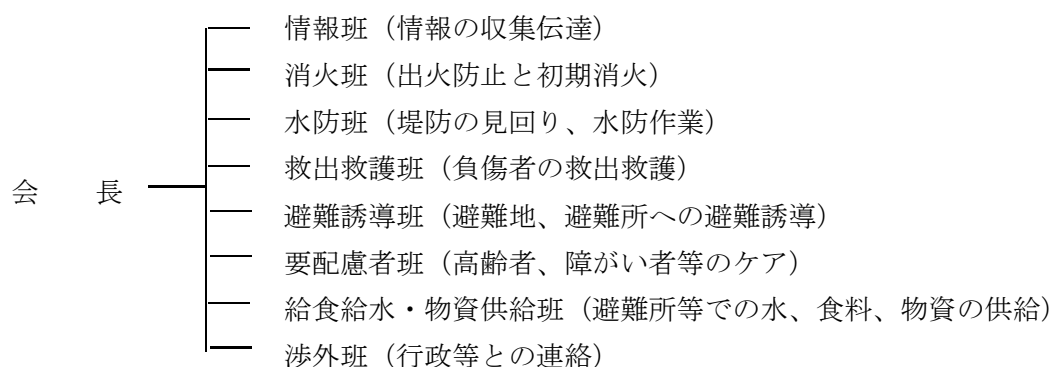 情報班（情報の収集伝達）
消火班（出火防止と初期消火）
水防班（堤防の見回り、水防作業）
救出救護班（負傷者の救出救護）
会　　長
避難誘導班（避難地、避難所への避難誘導）
要配慮者班（高齢者、障がい者等のケア）
給食給水・物資供給班（避難所等での水、食料、物資の供給）
渉外班（行政等との連絡）